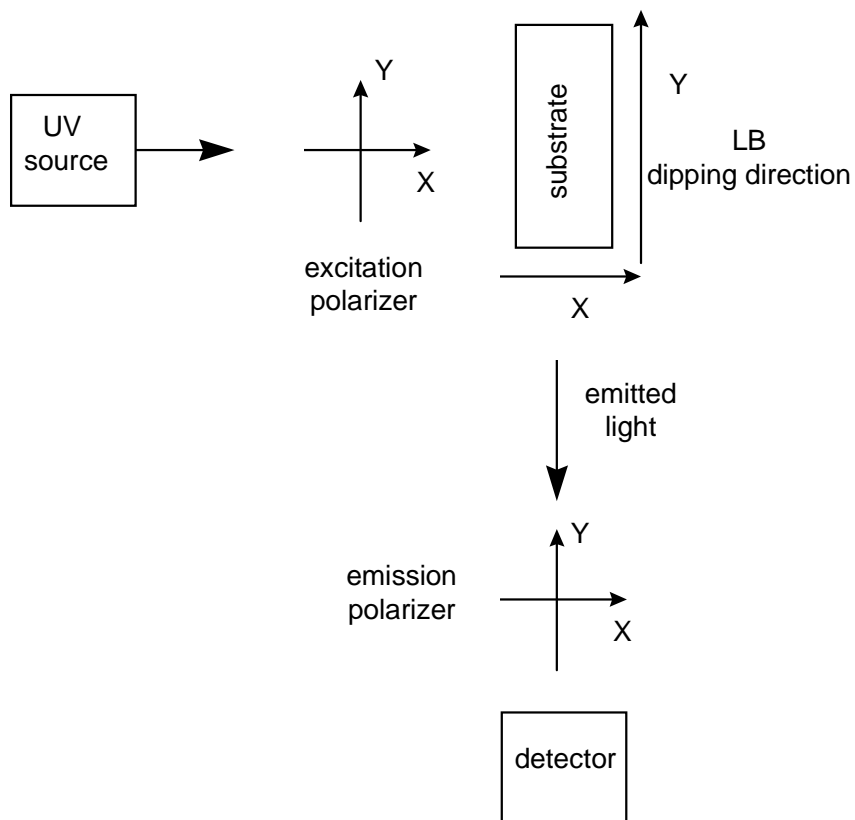 UV
source
Y
X
excitation
polarizer
substrate
Y
X
LB
dipping direction
emitted
light
emission
polarizer
Y
X
detector